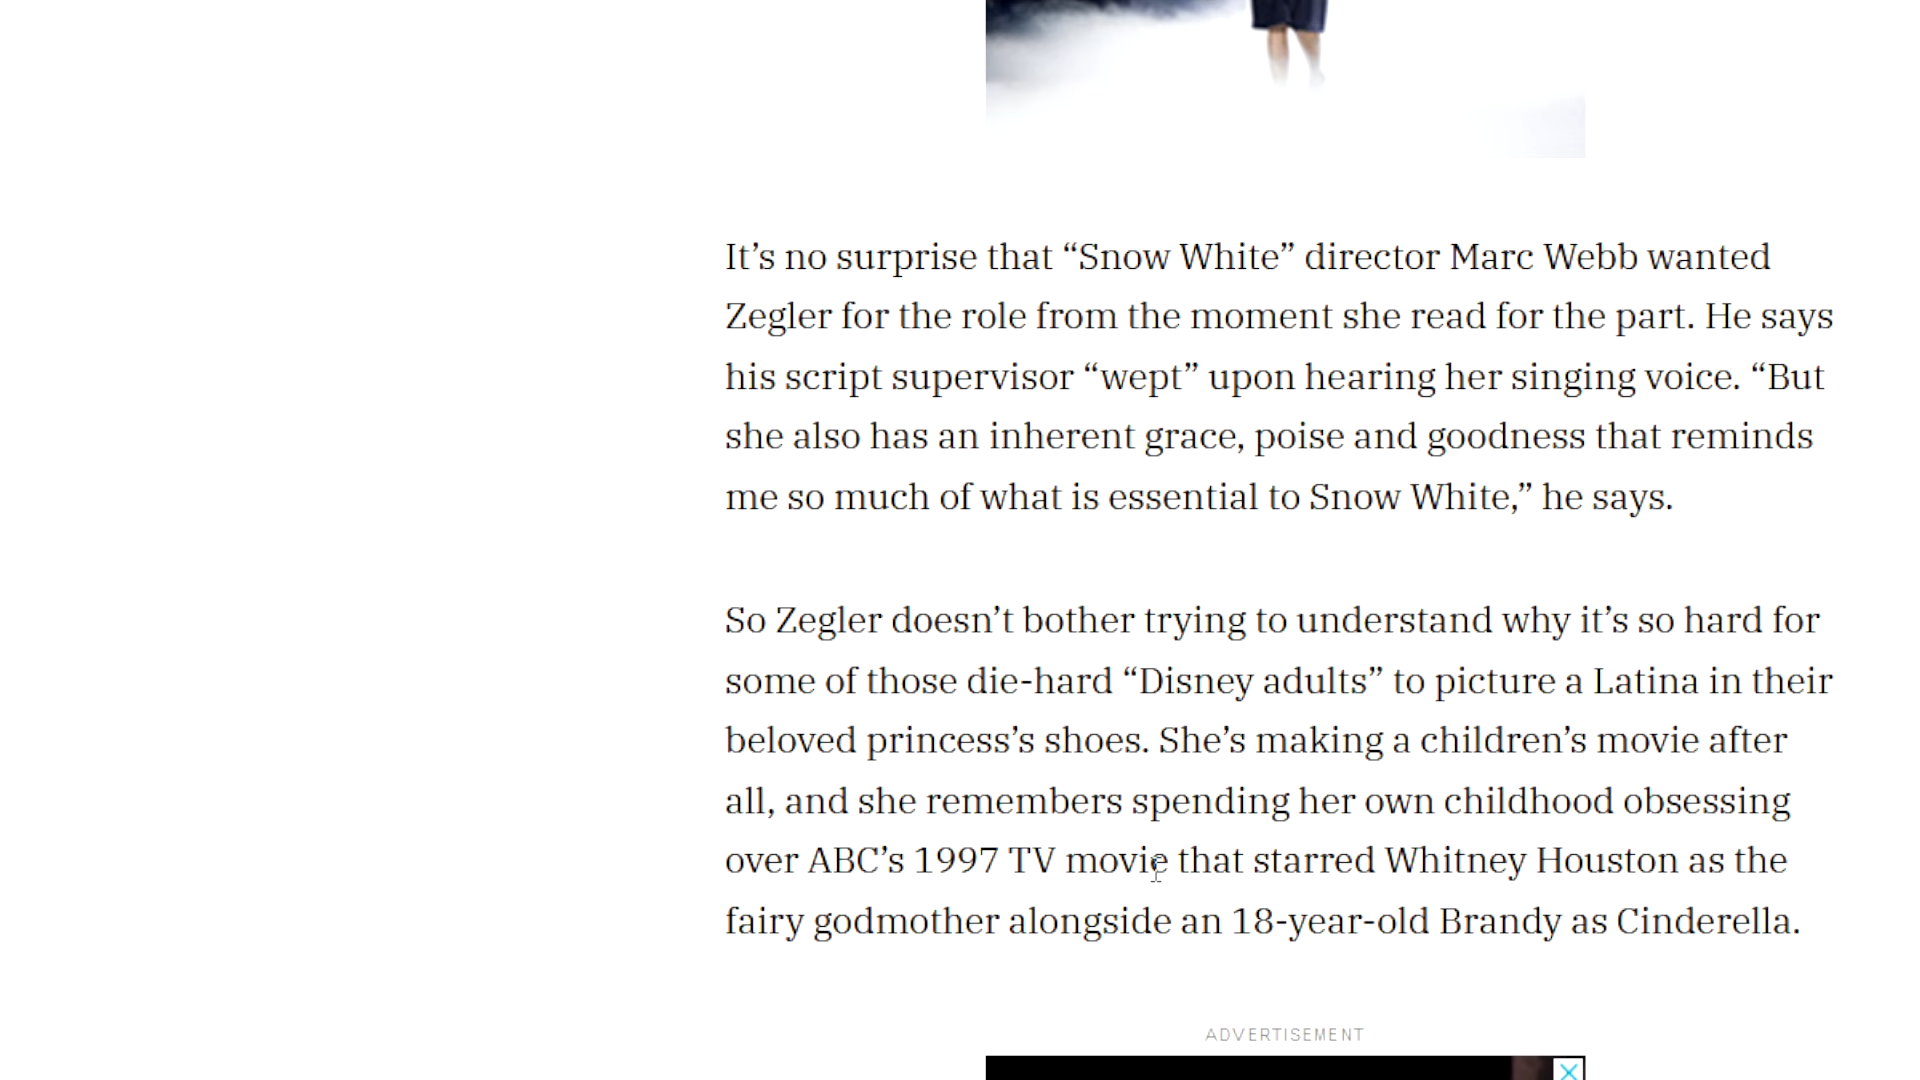 It’s no surprise that “Snow White” director Marc Webb wanted
Zegler for the role from the moment she read for the part. He says
his script supervisor “wept” upon hearing her singing voice. “But
she also has an inherent grace, poise and goodness that reminds
me so much of what is essential to Snow White,” he says.
So Zegler doesn’t bother trying to understand why it’s so hard for
some of those die-hard “Disney adults” to picture a Latina in their
beloved princess’s shoes. She’s making a children’s movie after
all, and she remembers spending her own childhood obsessing
over ABC’s 1997 TV movie that starred Whitney Houston as the
fairy godmother alongside an 18-year-old Brandy as Cinderella.
ADVERTISEMENT